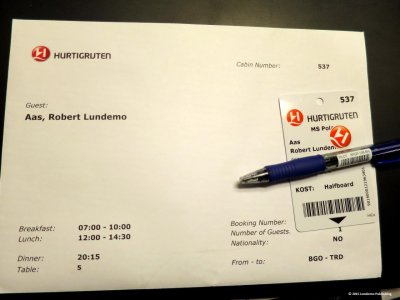 HURTIGRUTEN
Cabin Number: 537
Guest:
Aas, Robert Lundemo
Breakfast: 07:00 - 10:00
Lunch: 12:00 - 14:30
Dinner: 20:15
Table: 5
Booking Number:
Number of Guests. 1
Nationality: NO
From - to: BGO - TRD
537
HURTIGRUTEN
MS
Aas
Robert
KOST: Halfboard